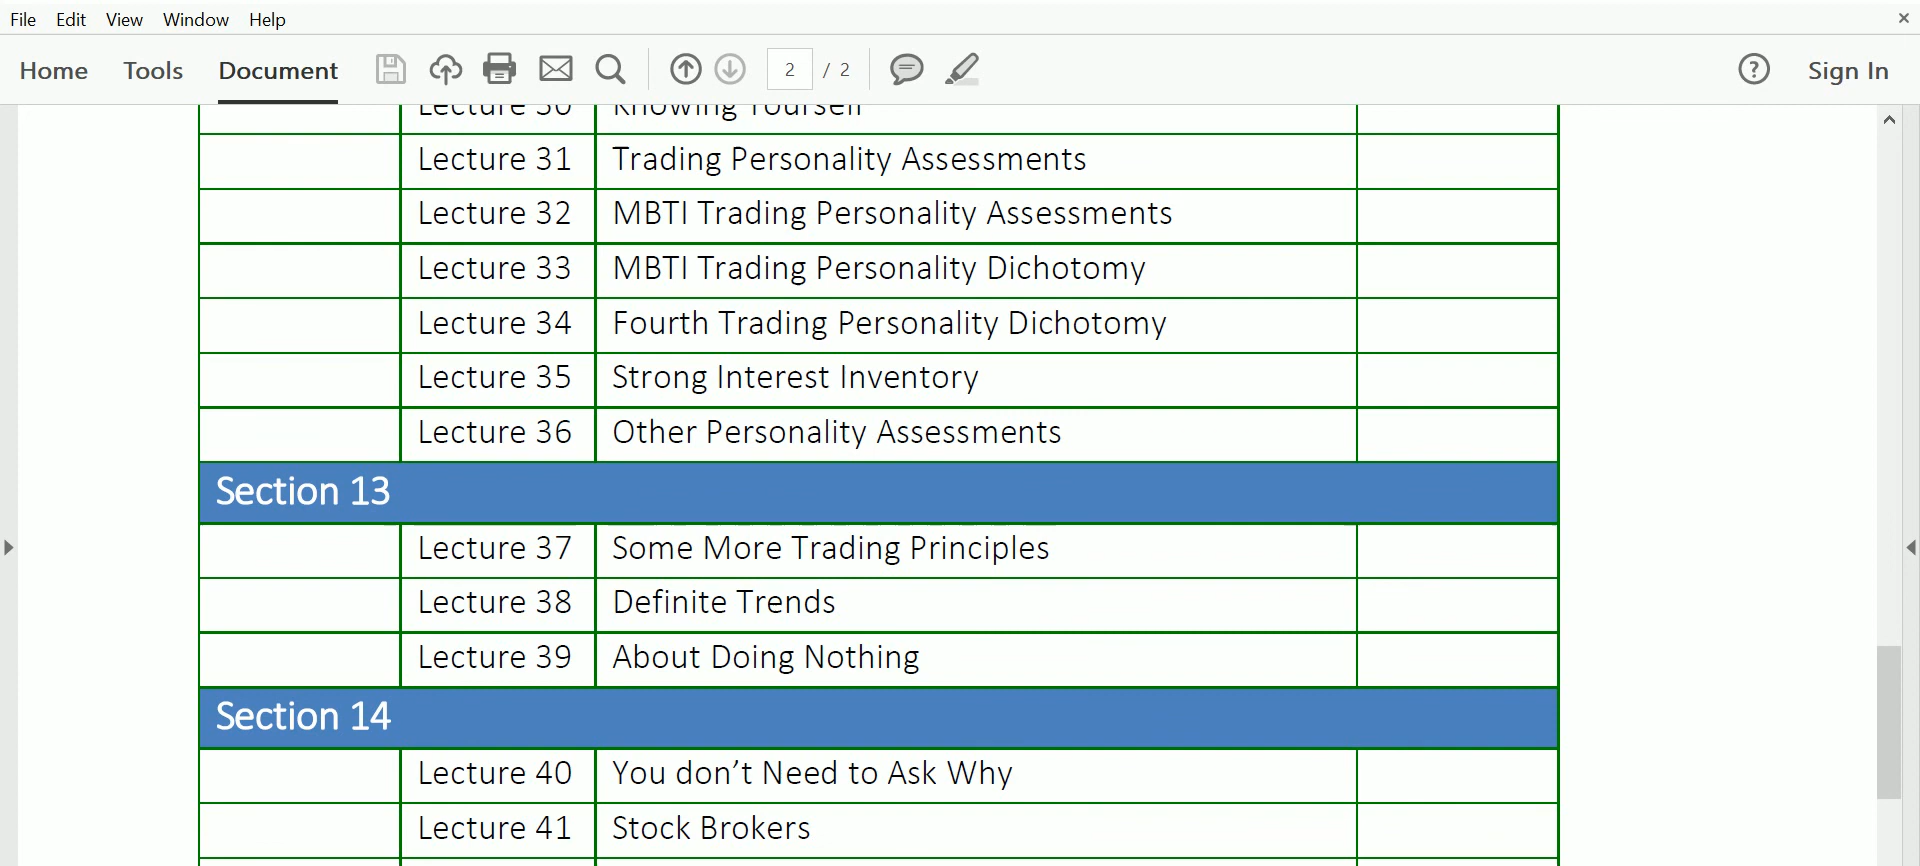 File Edit View Window Help
Home Tools Document 2 / 2 Sign In
Lecture 30 Knowing Yourself
Lecture 31 Trading Personality Assessments
Lecture 32 MBTI Trading Personality Assessments
Lecture 33 MBTI Trading Personality Dichotomy
Lecture 34 Fourth Trading Personality Dichotomy
Lecture 35 Strong Interest Inventory
Lecture 36 Other Personality Assessments
Section 13
Lecture 37 Some More Trading Principles
Lecture 38 Definite Trends
Lecture 39 About Doing Nothing
Section 14
Lecture 40 You don’t Need to Ask Why
Lecture 41 Stock Brokers